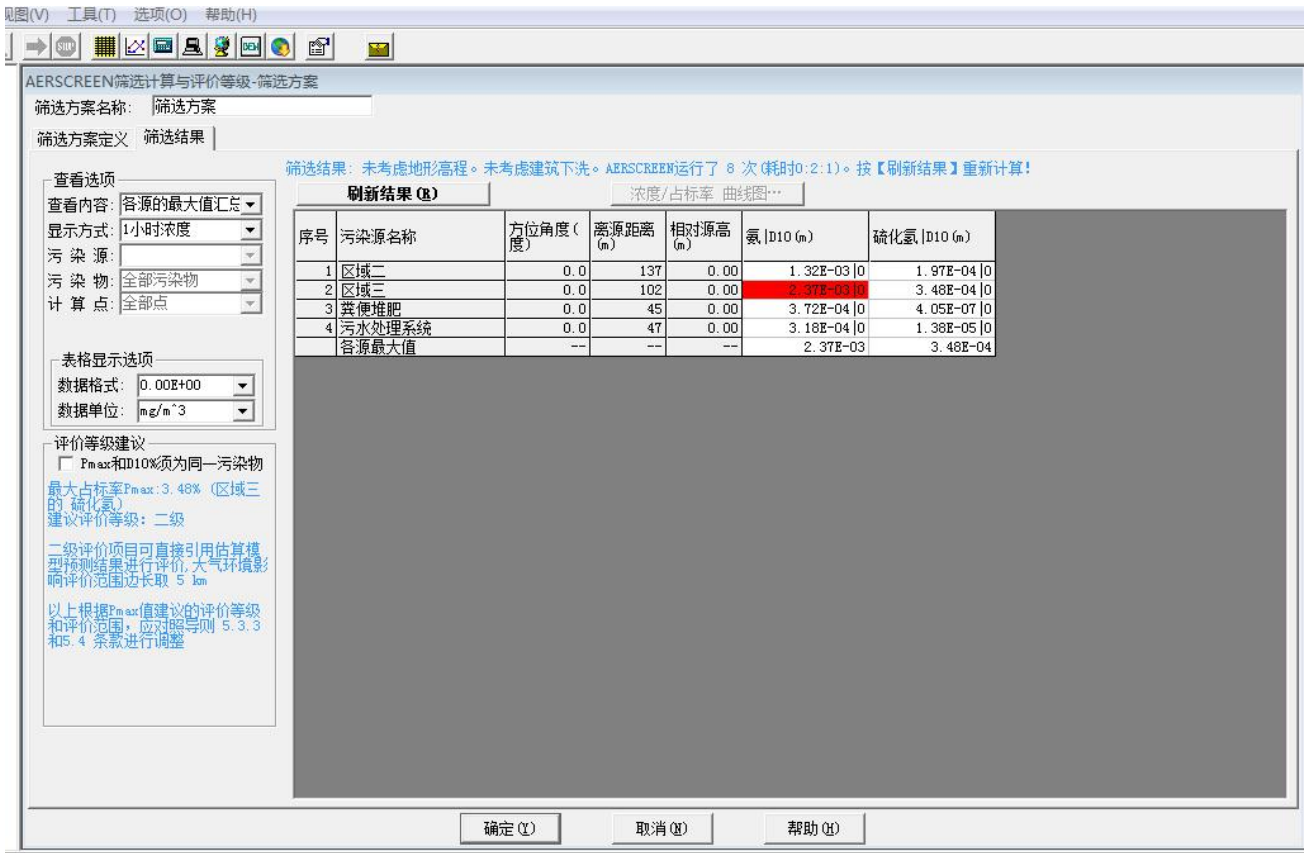 视图(V) 工具(T) 选项(O) 帮助(H)
STOP DEM
AERSCREEN筛选计算与评价等级-筛选方案
筛选方案名称: 筛选方案
筛选方案定义 筛选结果
筛选结果: 未考虑地形高程。未考虑建筑下洗。AERSCREEN运行了 8 次(耗时0:2:1)。按【刷新结果】重新计算!
查看选项
查看内容: 各源的最大值汇总
显示方式: 1小时浓度
污 染 源:
污 染 物: 全部污染物
计 算 点: 全部点
表格显示选项
数据格式: 0.00E+00
数据单位: mg/m^3
评价等级建议
Pmax和D10%须为同一污染物
最大占标率Pmax:3.48% (区域三
的 硫化氢)
建议评价等级: 二级
二级评价项目可直接引用估算模
型预测结果进行评价,大气环境影
响评价范围边长取 5 km
以上根据Pmax值建议的评价等级
和评价范围, 应对照导则 5.3.3
和5.4 条款进行调整
刷新结果(R) 浓度/占标率 曲线图…
序号 污染源名称 方位角度(度) 离源距离(m) 相对源高(m) 氨|D10(m) 硫化氢|D10(m)
1 区域二 0.0 137 0.00 1.32E-03|0 1.97E-04|0
2 区域三 0.0 102 0.00 2.37E-03|0 3.48E-04|0
3 粪便堆肥 0.0 45 0.00 3.72E-04|0 4.05E-07|0
4 污水处理系统 0.0 47 0.00 3.18E-04|0 1.38E-05|0
各源最大值 -- -- -- 2.37E-03 3.48E-04
确定(Y) 取消(N) 帮助(H)